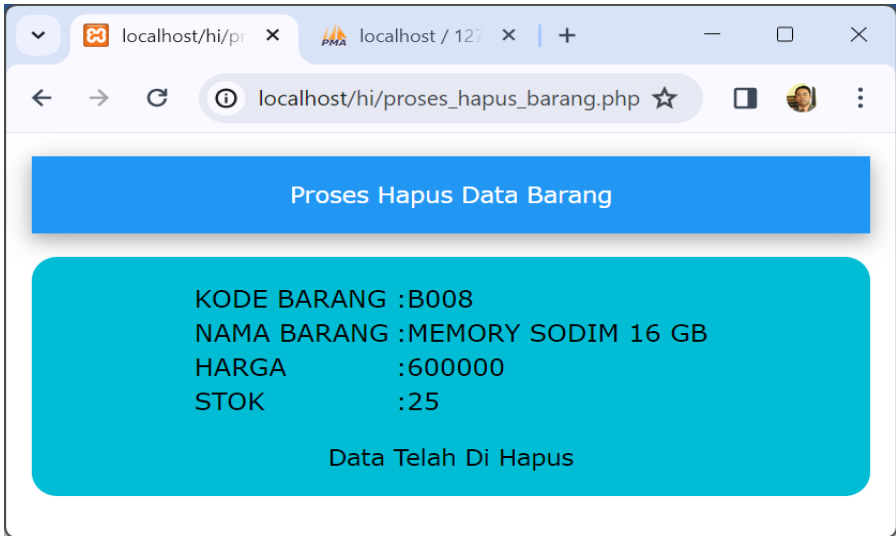 localhost/hi/pr
PMA localhost / 127
localhost/hi/proses_hapus_barang.php
Proses Hapus Data Barang
KODE BARANG :B008
NAMA BARANG :MEMORY SODIM 16 GB
HARGA :600000
STOK :25
Data Telah Di Hapus